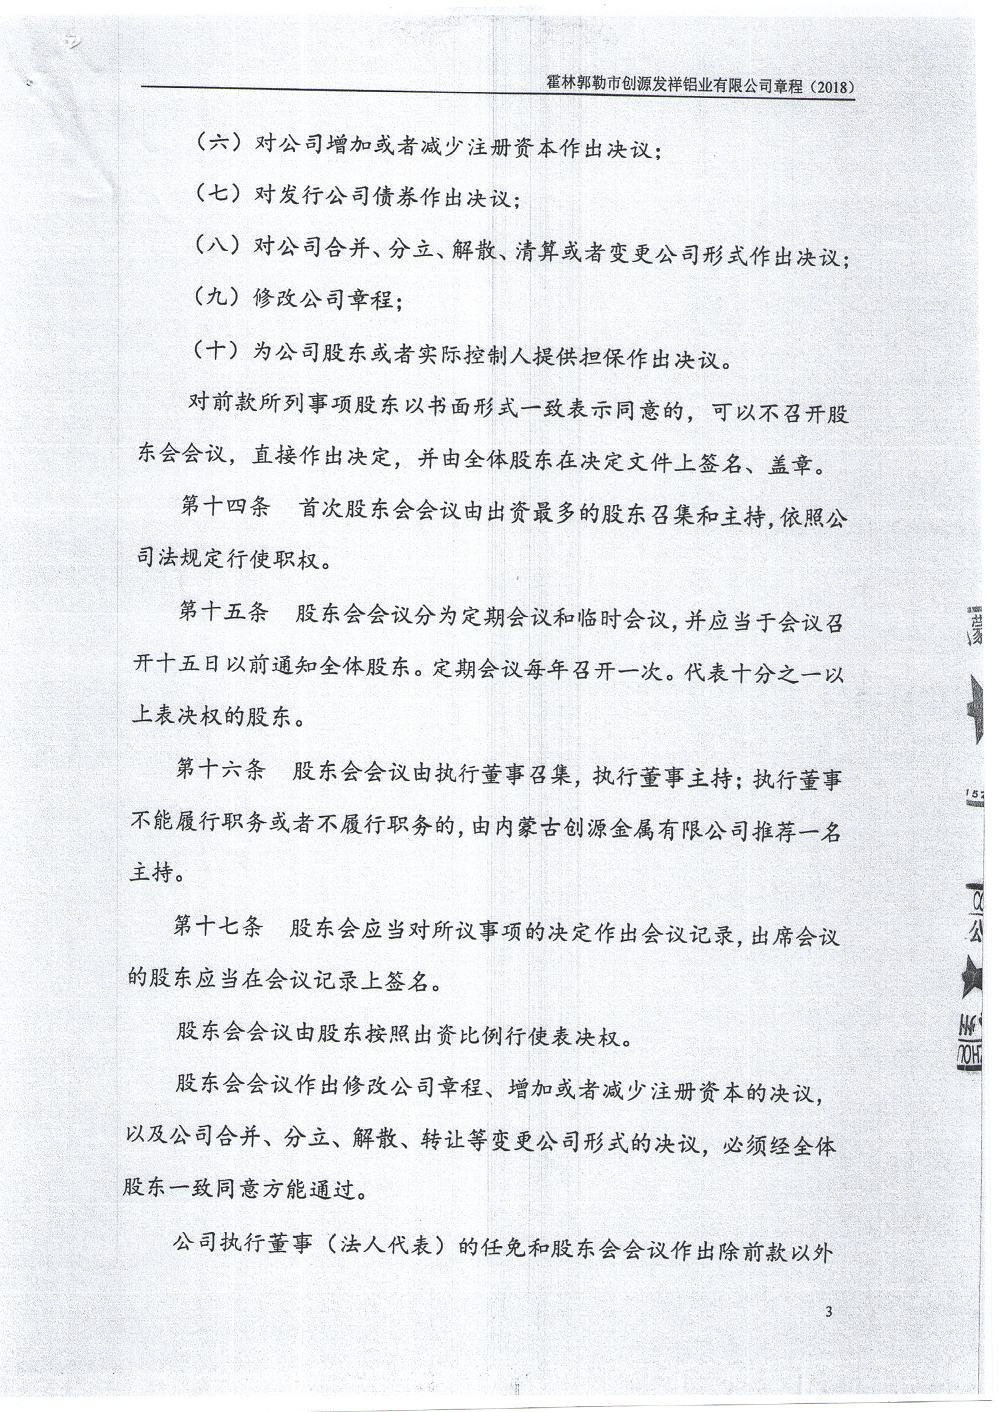 霍林郭勒市创源发祥铝业有限公司章程（2018）
（六）对公司增加或者减少注册资本作出决议；
（七）对发行公司债券作出决议；
（八）对公司合并、分立、解散、清算或者变更公司形式作出决议；
（九）修改公司章程；
（十）为公司股东或者实际控制人提供担保作出决议。
对前款所列事项股东以书面形式一致表示同意的，可以不召开股
东会会议，直接作出决定，并由全体股东在决定文件上签名、盖章。
第十四条 首次股东会会议由出资最多的股东召集和主持，依照公
司法规定行使职权。
第十五条 股东会会议分为定期会议和临时会议，并应当于会议召
开十五日以前通知全体股东。定期会议每年召开一次。代表十分之一以
上表决权的股东。
第十六条 股东会会议由执行董事召集，执行董事主持；执行董事
不能履行职务或者不履行职务的，由内蒙古创源金属有限公司推荐一名
主持。
第十七条 股东会应当对所议事项的决定作出会议记录，出席会议
的股东应当在会议记录上签名。
股东会会议由股东按照出资比例行使表决权。
股东会会议作出修改公司章程、增加或者减少注册资本的决议，
以及公司合并、分立、解散、转让等变更公司形式的决议，必须经全体
股东一致同意方能通过。
公司执行董事（法人代表）的任免和股东会会议作出除前款以外
3
蒙
152
公
州
ZHOU